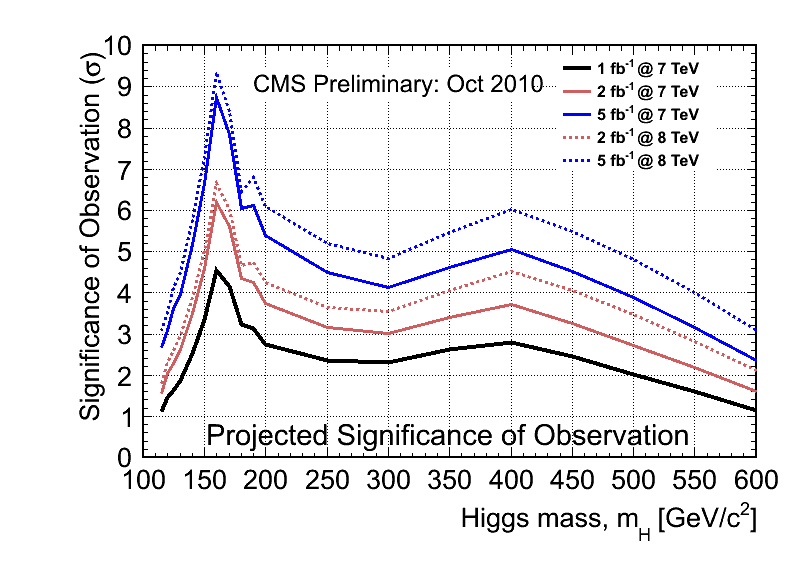 10
9
8
7
6
5
4
3
2
1
0
Significance of Observation (σ)
CMS Preliminary: Oct 2010
1 fb⁻¹ @ 7 TeV
2 fb⁻¹ @ 7 TeV
5 fb⁻¹ @ 7 TeV
2 fb⁻¹ @ 8 TeV
5 fb⁻¹ @ 8 TeV
Projected Significance of Observation
100 150 200 250 300 350 400 450 500 550 600
Higgs mass, m_H [GeV/c²]